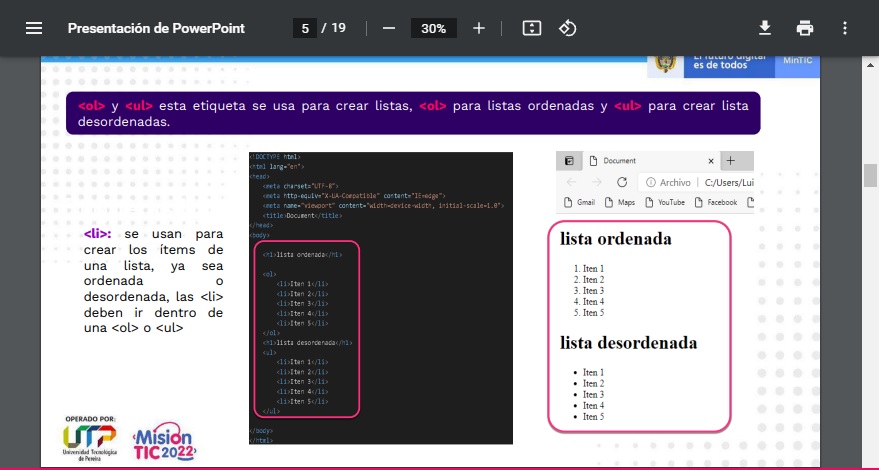 Presentación de PowerPoint
5 / 19
30%
El futuro digital
es de todos
MinTIC
<ol> y <ul> esta etiqueta se usa para crear listas, <ol> para listas ordenadas y <ul> para crear lista
desordenadas.
<li>: se usan para
crear los ítems de
una lista, ya sea
ordenada o
desordenada, las <li>
deben ir dentro de
una <ol> o <ul>
<!DOCTYPE html>
<html lang="en">
<head>
<meta charset="UTF-8">
<meta http-equiv="X-UA-Compatible" content="IE=edge">
<meta name="viewport" content="width=device-width, initial-scale=1.0">
<title>Document</title>
</head>
<body>
<h1>lista ordenada</h1>
<ol>
<li>Iten 1</li>
<li>Iten 2</li>
<li>Iten 3</li>
<li>Iten 4</li>
<li>Iten 5</li>
</ol>
<h1>lista desordenada</h1>
<ul>
<li>Iten 1</li>
<li>Iten 2</li>
<li>Iten 3</li>
<li>Iten 4</li>
<li>Iten 5</li>
</ul>
</body>
</html>
Document
Archivo | C:/Users/Lui
Gmail Maps YouTube Facebook
lista ordenada
1. Iten 1
2. Iten 2
3. Iten 3
4. Iten 4
5. Iten 5
lista desordenada
• Iten 1
• Iten 2
• Iten 3
• Iten 4
• Iten 5
OPERADO POR:
UTP
Universidad Tecnológica
de Pereira
Misión
TIC 2022